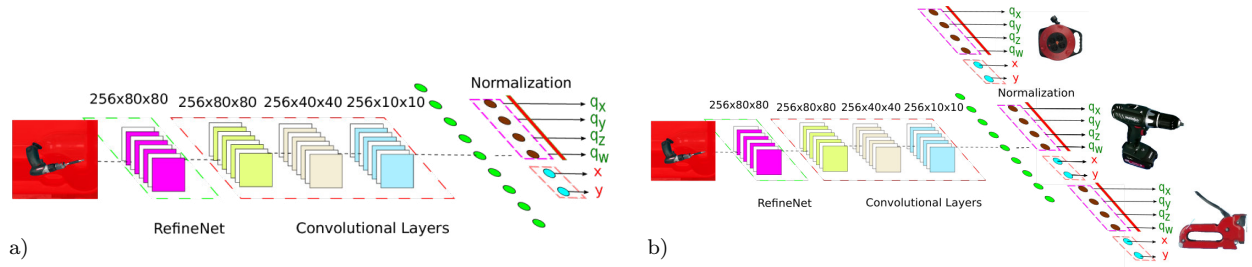 Normalization
256x80x80
256x80x80
256x40x40
256x10x10
qx
qy
qz
qw
x
y
RefineNet
Convolutional Layers
a)
qx
qy
qz
qw
x
y
Normalization
256x80x80
256x80x80
256x40x40
256x10x10
qx
qy
qz
qw
x
y
RefineNet
Convolutional Layers
qx
qy
qz
qw
x
y
b)